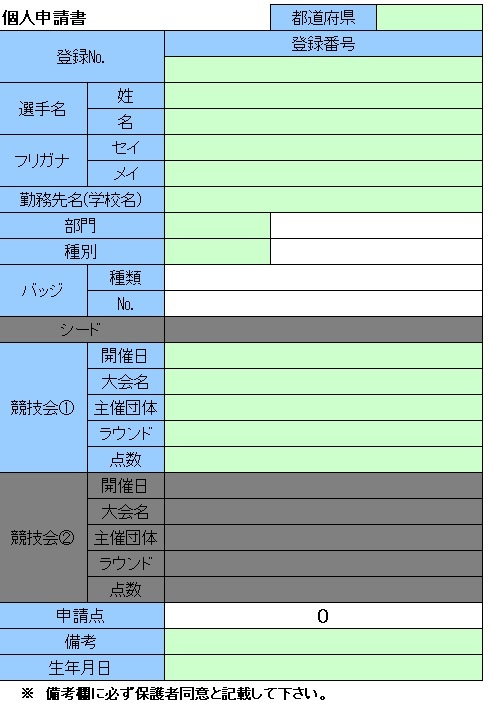 個人申請書 都道府県
登録No. 登録番号
選手名 姓
名
フリガナ セイ
メイ
勤務先名(学校名)
部門
種別
バッジ 種類
No.
シード
競技会① 開催日
大会名
主催団体
ラウンド
点数
競技会② 開催日
大会名
主催団体
ラウンド
点数
申請点 0
備考
生年月日
※ 備考欄に必ず保護者同意と記載して下さい。